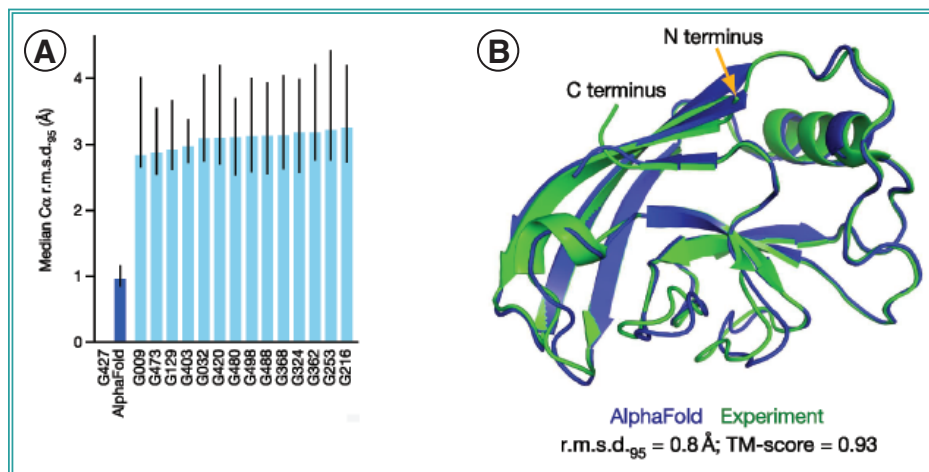 A
Median Cα r.m.s.d.95 (Å)
4
3
2
1
0
G427
AlphaFold
G009
G473
G129
G403
G032
G420
G480
G498
G488
G368
G324
G362
G253
G216
B
N terminus
C terminus
AlphaFold Experiment
r.m.s.d.95 = 0.8 Å; TM-score = 0.93